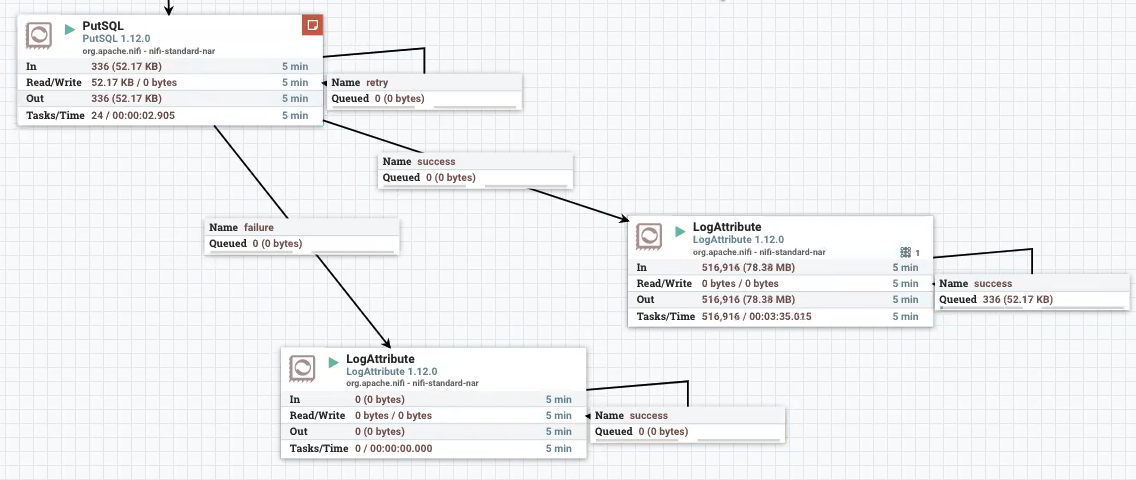 PutSQL
PutSQL 1.12.0
org.apache.nifi - nifi-standard-nar
In 336 (52.17 KB) 5 min
Read/Write 52.17 KB / 0 bytes 5 min
Out 336 (52.17 KB) 5 min
Tasks/Time 24 / 00:00:02.905 5 min
Name retry
Queued 0 (0 bytes)
Name success
Queued 0 (0 bytes)
Name failure
Queued 0 (0 bytes)
LogAttribute
LogAttribute 1.12.0
org.apache.nifi - nifi-standard-nar 1
In 516,916 (78.38 MB) 5 min
Read/Write 0 bytes / 0 bytes 5 min
Out 516,916 (78.38 MB) 5 min
Tasks/Time 516,916 / 00:03:35.015 5 min
Name success
Queued 336 (52.17 KB)
LogAttribute
LogAttribute 1.12.0
org.apache.nifi - nifi-standard-nar
In 0 (0 bytes) 5 min
Read/Write 0 bytes / 0 bytes 5 min
Out 0 (0 bytes) 5 min
Tasks/Time 0 / 00:00:00.000 5 min
Name success
Queued 0 (0 bytes)